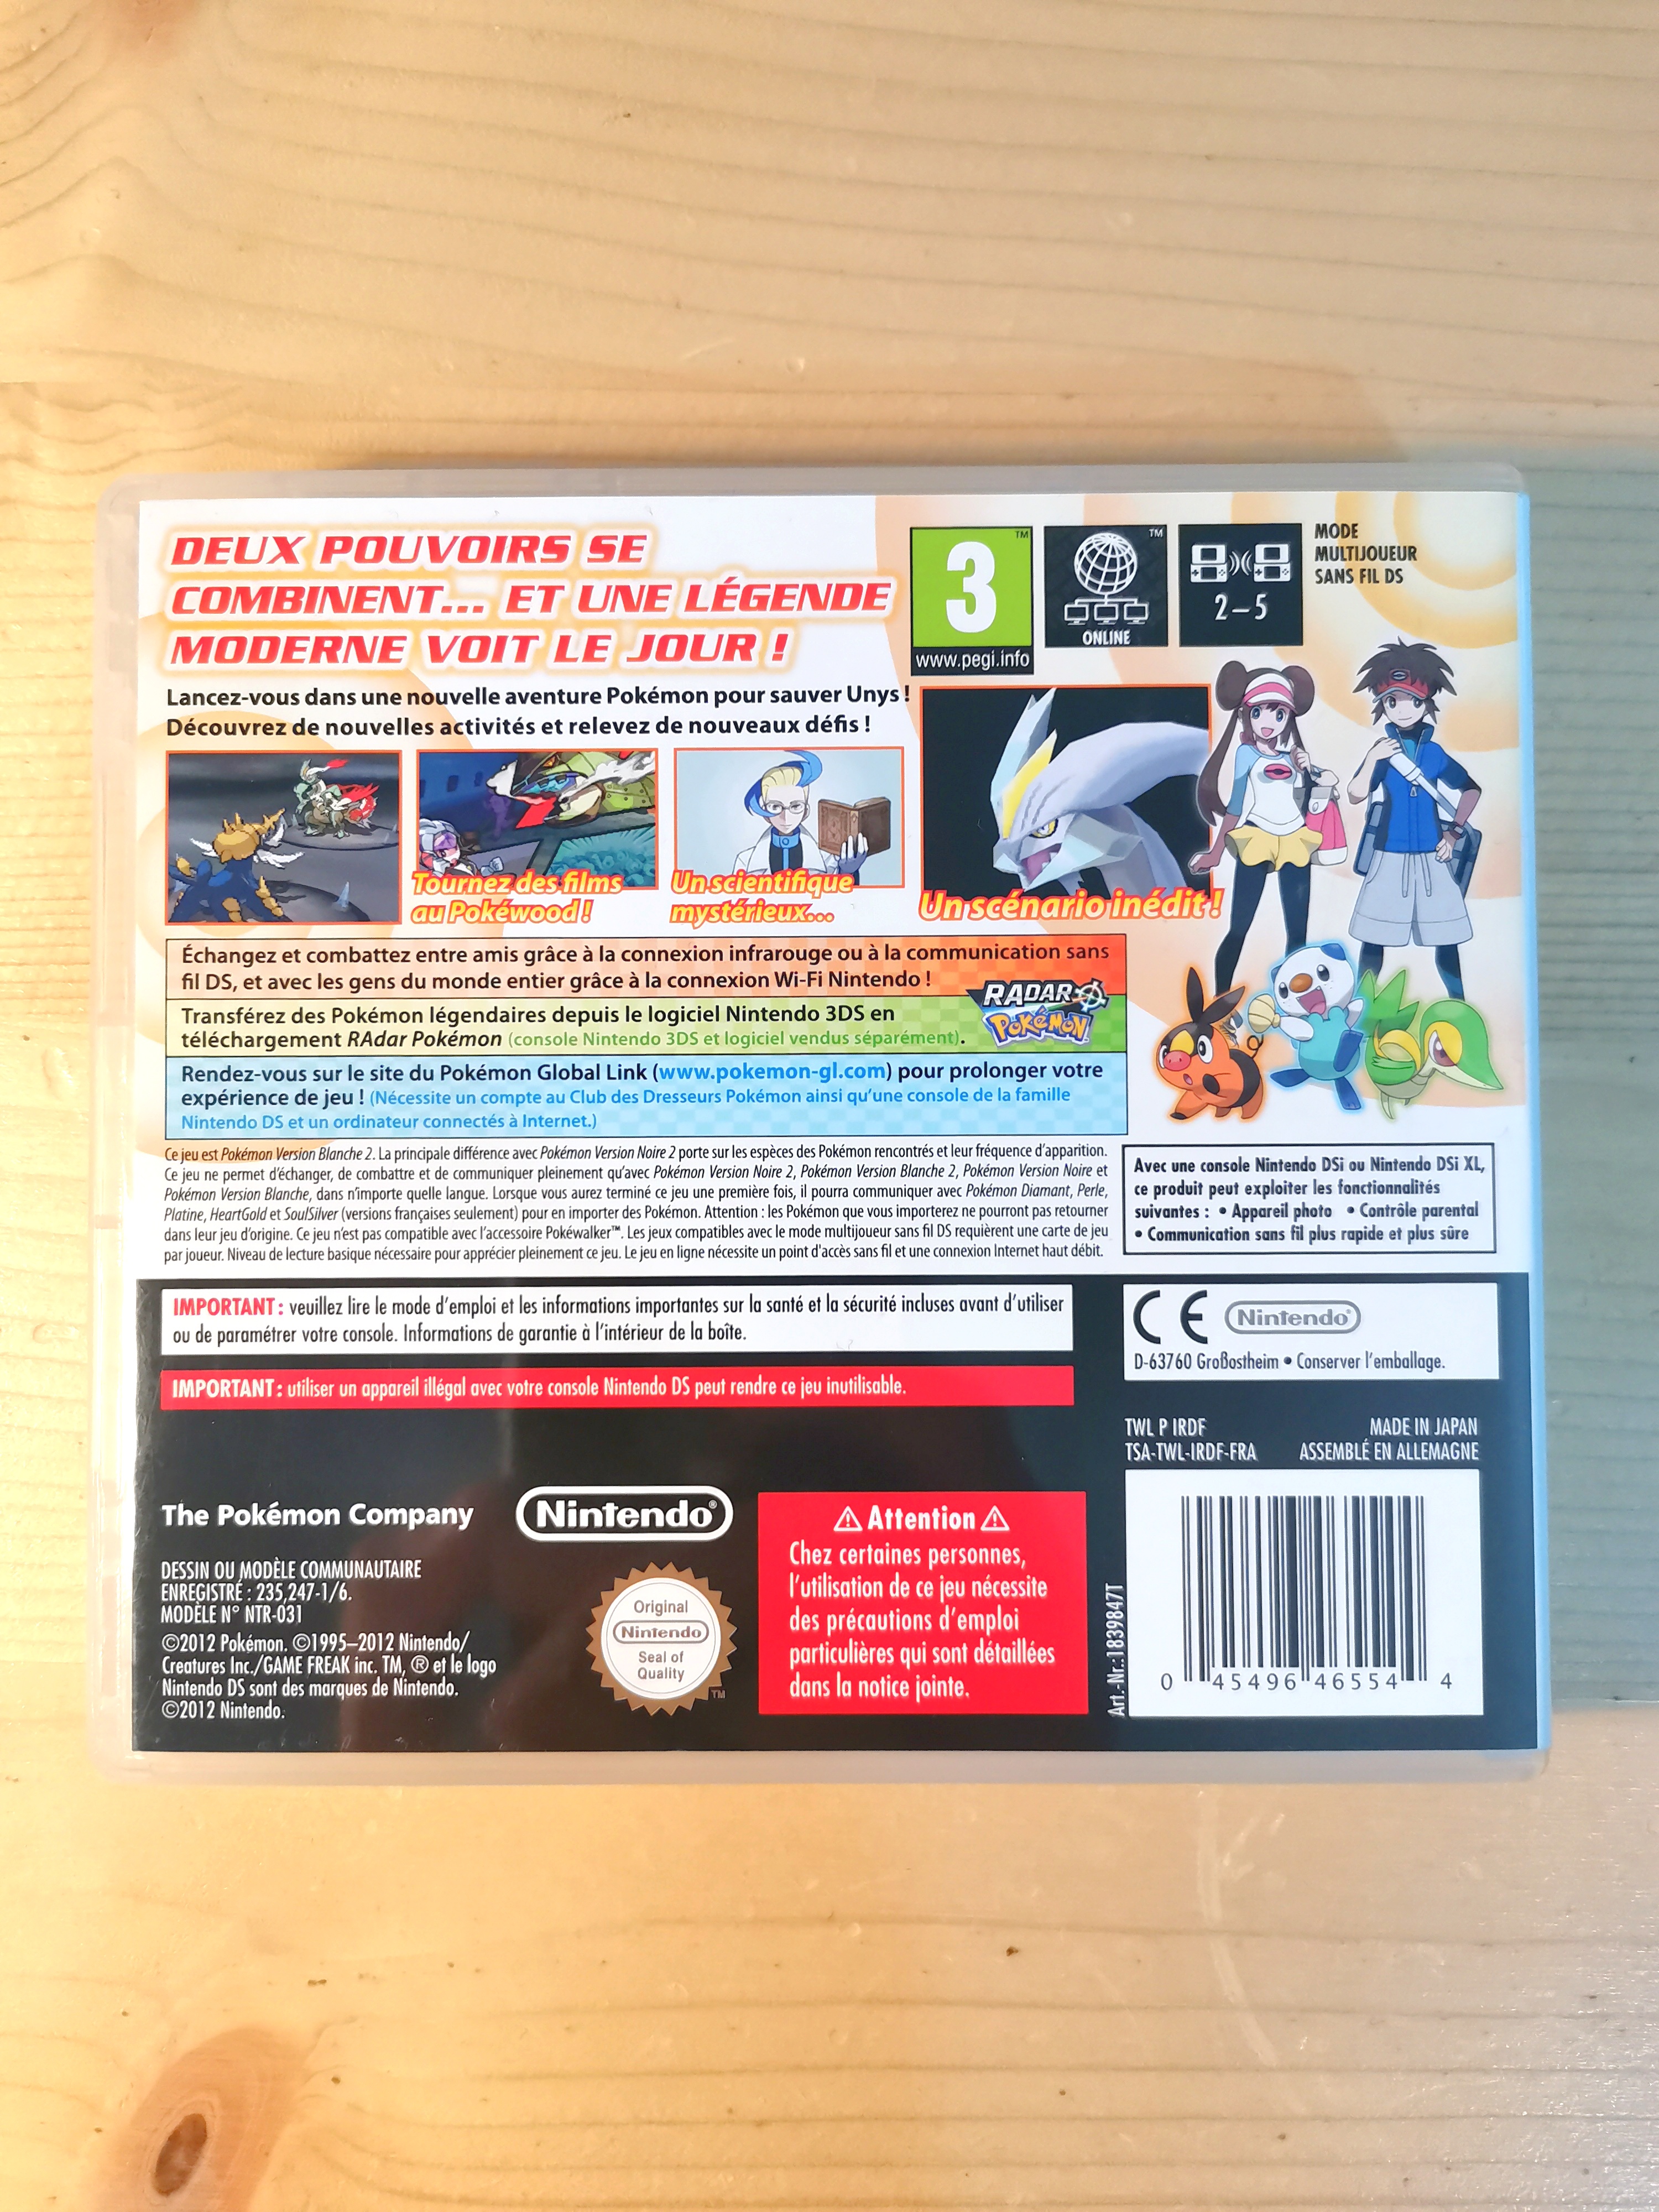 DEUX POUVOIRS SE
COMBINENT... ET UNE LÉGENDE
MODERNE VOIT LE JOUR !
3
TM
www.pegi.info
TM
ONLINE
2–5
MODE
MULTIJOUEUR
SANS FIL DS
Lancez-vous dans une nouvelle aventure Pokémon pour sauver Unys !
Découvrez de nouvelles activités et relevez de nouveaux défis !
Tournez des films
au Pokéwood !
Un scientifique
mystérieux...
Un scénario inédit !
Échangez et combattez entre amis grâce à la connexion infrarouge ou à la communication sans
fil DS, et avec les gens du monde entier grâce à la connexion Wi-Fi Nintendo !
Transférez des Pokémon légendaires depuis le logiciel Nintendo 3DS en
téléchargement RAdar Pokémon (console Nintendo 3DS et logiciel vendus séparément).
RADAR
POKéMON
Rendez-vous sur le site du Pokémon Global Link (www.pokemon-gl.com) pour prolonger votre
expérience de jeu ! (Nécessite un compte au Club des Dresseurs Pokémon ainsi qu'une console de la famille
Nintendo DS et un ordinateur connectés à Internet.)
Ce jeu est Pokémon Version Blanche 2. La principale différence avec Pokémon Version Noire 2 porte sur les espèces des Pokémon rencontrés et leur fréquence d'apparition.
Ce jeu ne permet d'échanger, de combattre et de communiquer pleinement qu'avec Pokémon Version Noire 2, Pokémon Version Blanche 2, Pokémon Version Noire et
Pokémon Version Blanche, dans n'importe quelle langue. Lorsque vous aurez terminé ce jeu une première fois, il pourra communiquer avec Pokémon Diamant, Perle,
Platine, HeartGold et SoulSilver (versions françaises seulement) pour en importer des Pokémon. Attention : les Pokémon que vous importerez ne pourront pas retourner
dans leur jeu d'origine. Ce jeu n'est pas compatible avec l'accessoire Pokéwalker™. Les jeux compatibles avec le mode multijoueur sans fil DS requièrent une carte de jeu
par joueur. Niveau de lecture basique nécessaire pour apprécier pleinement ce jeu. Le jeu en ligne nécessite un point d'accès sans fil et une connexion Internet haut débit.
Avec une console Nintendo DSi ou Nintendo DSi XL,
ce produit peut exploiter les fonctionnalités
suivantes : • Appareil photo • Contrôle parental
• Communication sans fil plus rapide et plus sûre
IMPORTANT : veuillez lire le mode d'emploi et les informations importantes sur la santé et la sécurité incluses avant d'utiliser
ou de paramétrer votre console. Informations de garantie à l'intérieur de la boîte.
IMPORTANT : utiliser un appareil illégal avec votre console Nintendo DS peut rendre ce jeu inutilisable.
CE Nintendo®
D-63760 Großostheim • Conserver l'emballage.
TWL P IRDF MADE IN JAPAN
TSA-TWL-IRDF-FRA ASSEMBLÉ EN ALLEMAGNE
The Pokémon Company
Nintendo®
DESSIN OU MODÈLE COMMUNAUTAIRE
ENREGISTRÉ : 235,247-1/6.
MODÈLE N° NTR-031
©2012 Pokémon. ©1995–2012 Nintendo/
Creatures Inc./GAME FREAK inc. TM, ® et le logo
Nintendo DS sont des marques de Nintendo.
©2012 Nintendo.
Original
Nintendo
Seal of
Quality
TM
⚠ Attention ⚠
Chez certaines personnes,
l'utilisation de ce jeu nécessite
des précautions d'emploi
particulières qui sont détaillées
dans la notice jointe.
Art.-Nr.:1839847T
0 45496 46554 4